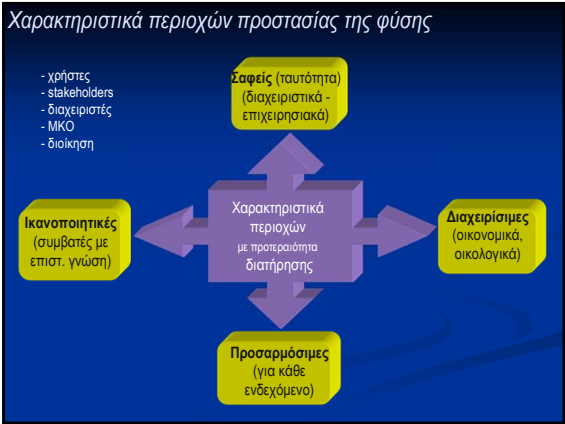 Χαρακτηριστικά περιοχών προστασίας της φύσης
- χρήστες
- stakeholders
- διαχειριστές
- ΜΚΟ
- διοίκηση
Σαφείς (ταυτότητα)
(διαχειριστικά -
επιχειρησιακά)
Ικανοποιητικές
(συμβατές με
επιστ. γνώση)
Χαρακτηριστικά
περιοχών
με προτεραιότητα
διατήρησης
Διαχειρίσιμες
(οικονομικά,
οικολογικά)
Προσαρμόσιμες
(για κάθε
ενδεχόμενο)